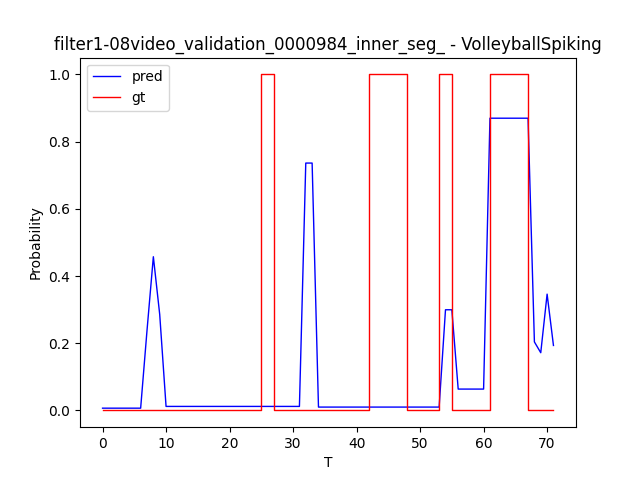 filter1-08video_validation_0000984_inner_seg_ - VolleyballSpiking
pred
gt
1.0
0.8
0.6
0.4
0.2
0.0
Probability
0 10 20 30 40 50 60 70
T